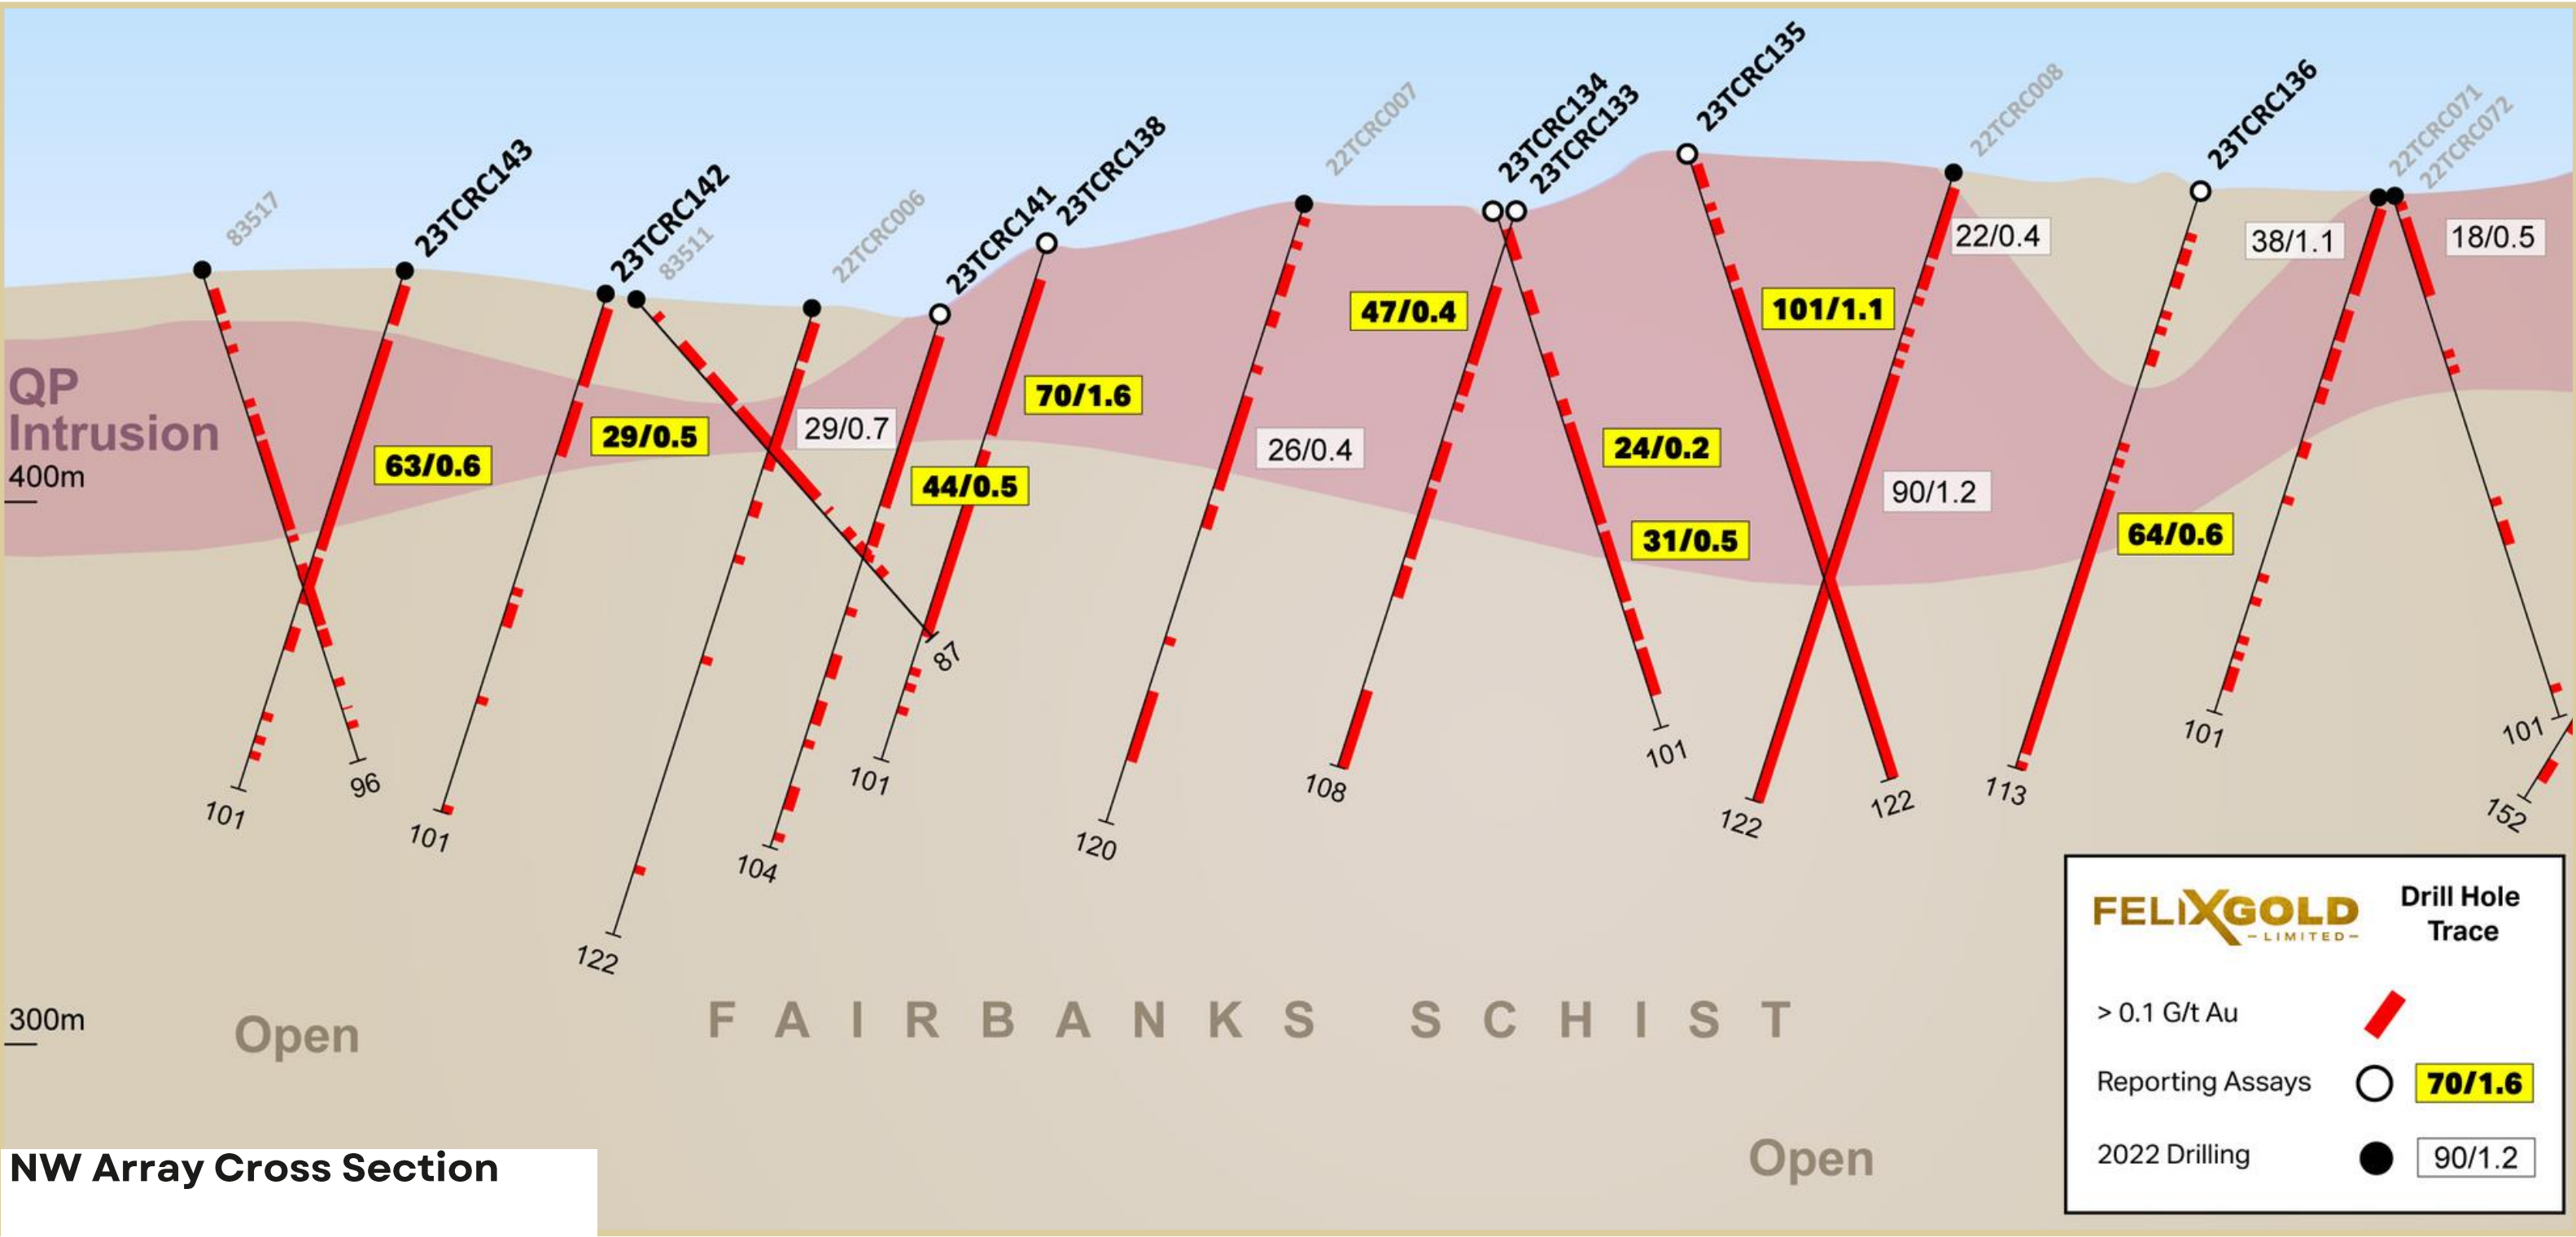 83517
23TCRC143
23TCRC142
83511
22TCRC006
23TCRC141
23TCRC138
22TCRC007
23TCRC134
23TCRC133
23TCRC135
22TCRC008
23TCRC136
22TCRC071
22TCRC072
22/0.4
38/1.1
18/0.5
47/0.4
101/1.1
QP
Intrusion
70/1.6
29/0.5
29/0.7
26/0.4
24/0.2
63/0.6
400m
44/0.5
90/1.2
31/0.5
64/0.6
87
101
96
101
101
122
104
101
120
108
101
122
122
113
101
101
152
FELIXGOLD
-LIMITED-
Drill Hole
Trace
> 0.1 G/t Au
Reporting Assays
70/1.6
2022 Drilling
90/1.2
300m
Open
FAIRBANKS SCHIST
Open
NW Array Cross Section